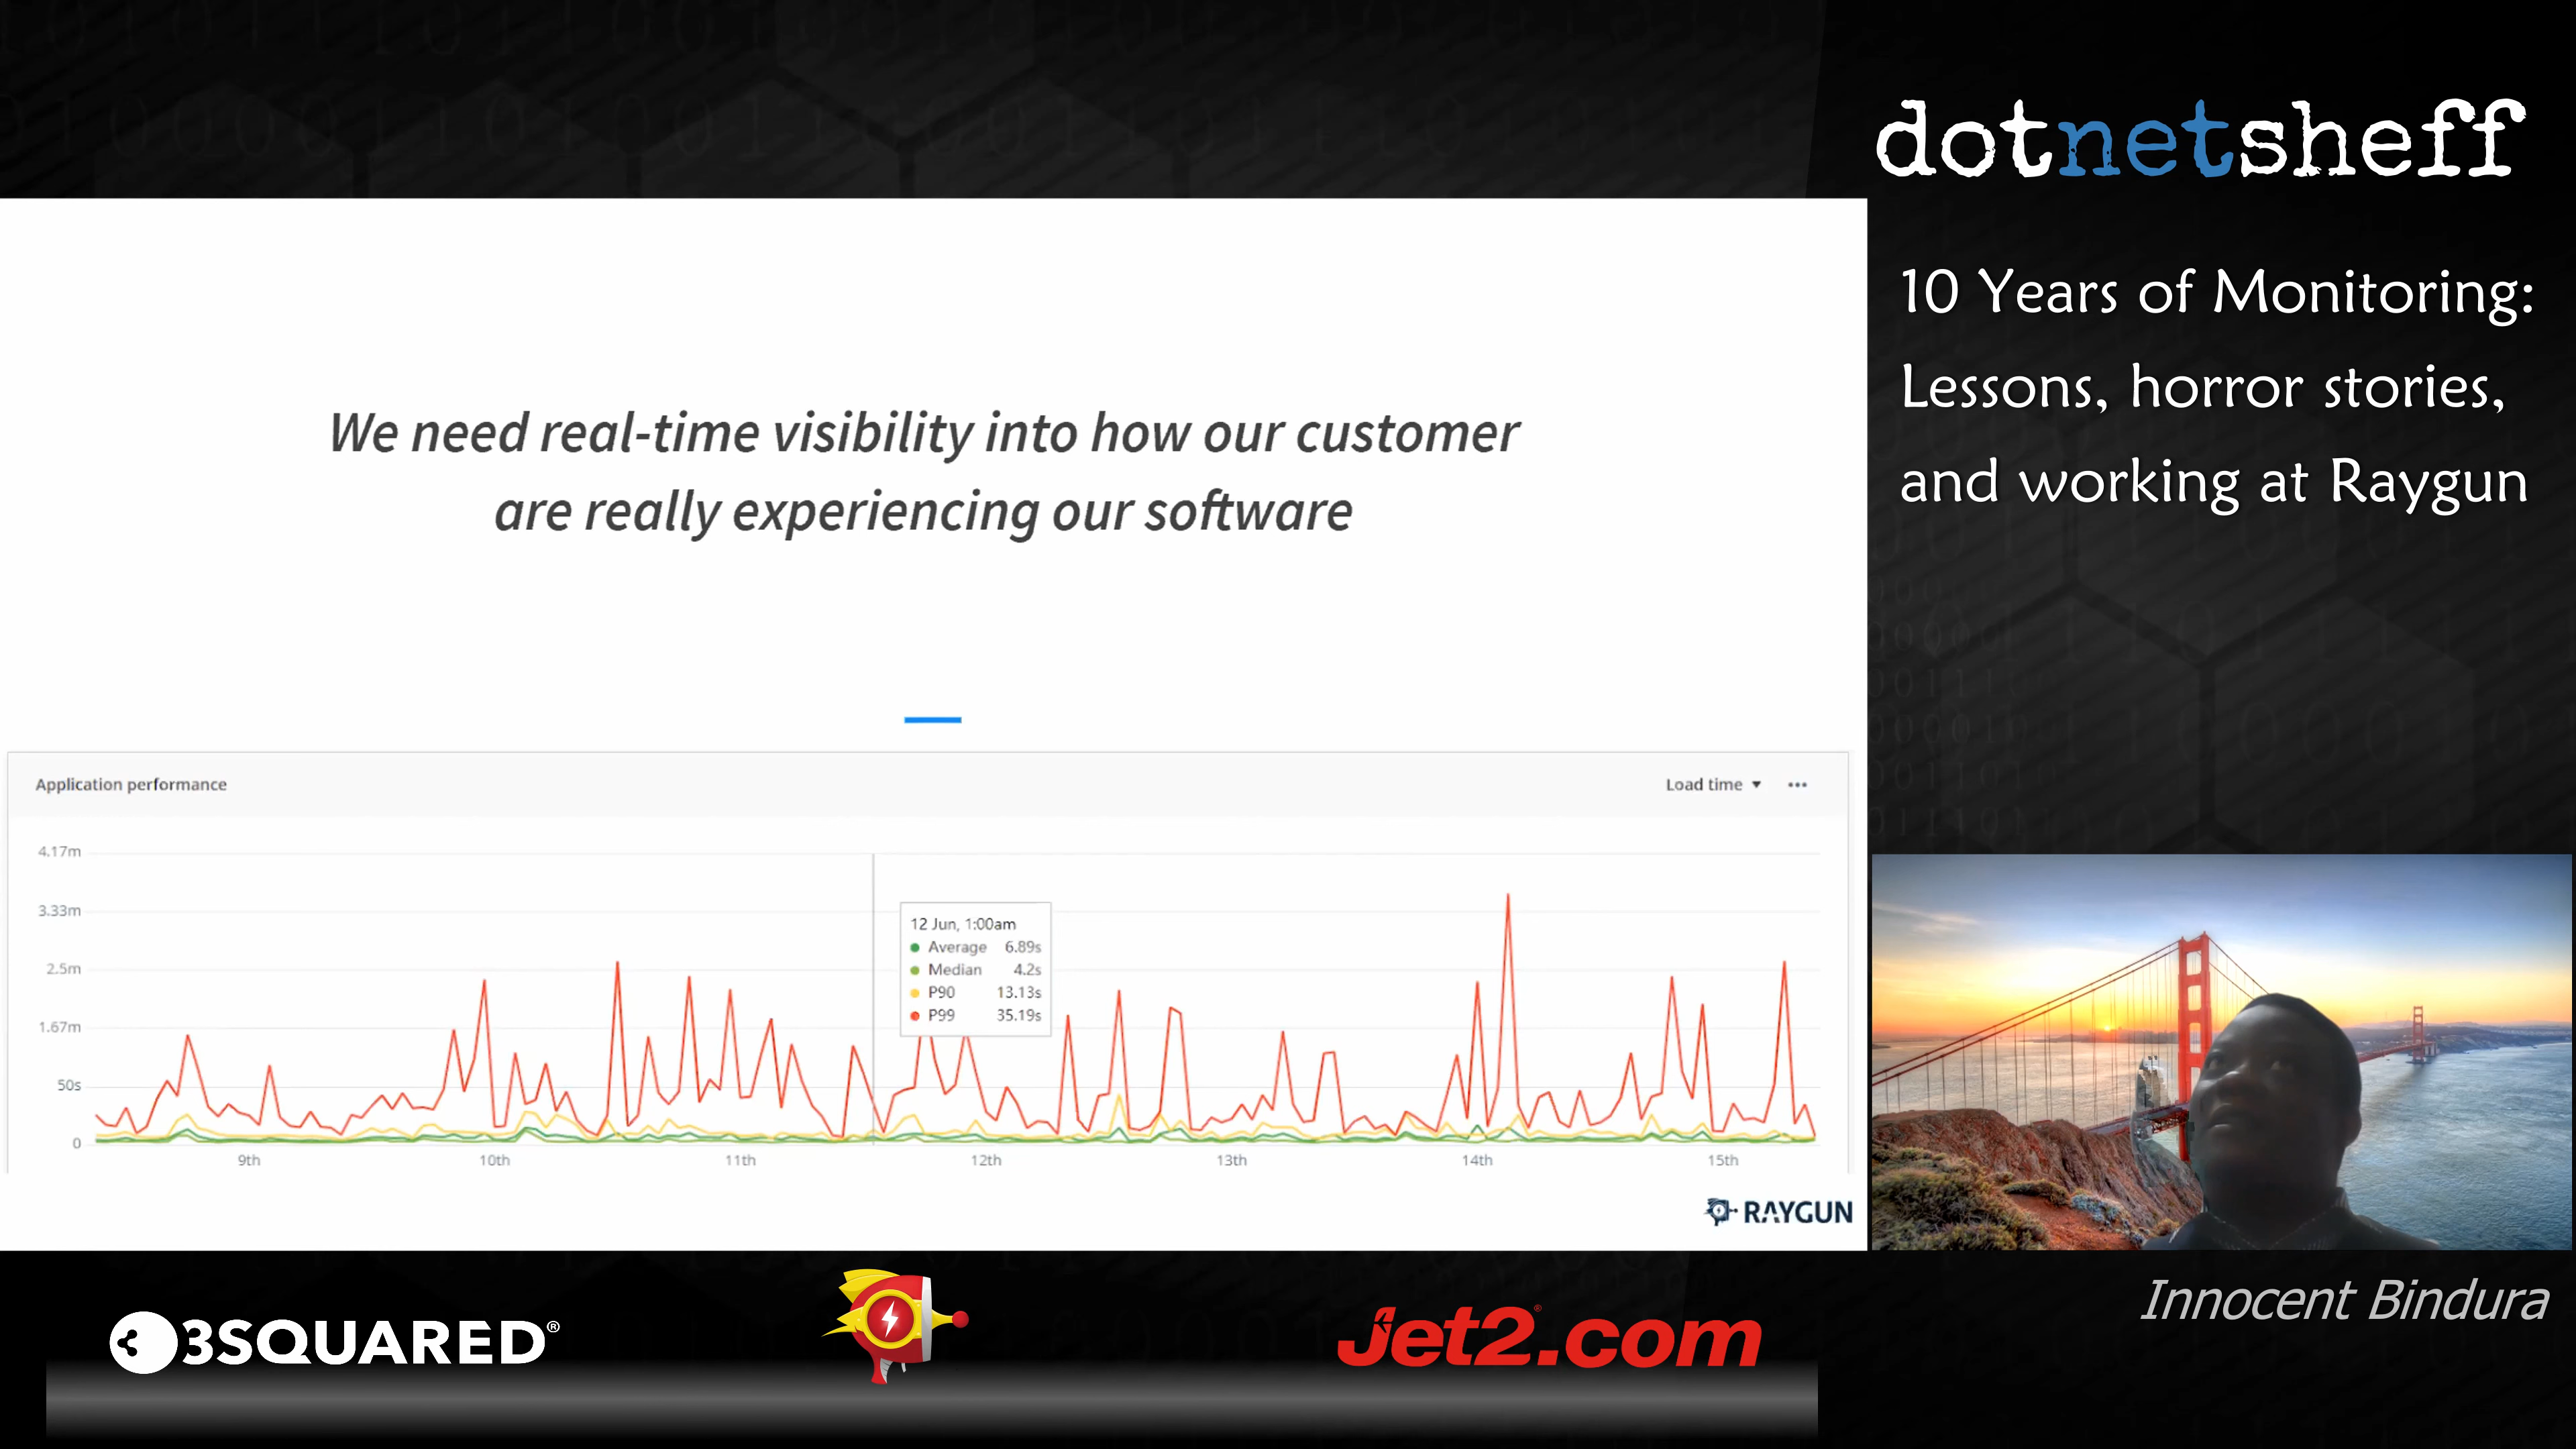 dotnetsheff
10 Years of Monitoring:
Lessons, horror stories,
and working at Raygun
We need real-time visibility into how our customer
are really experiencing our software
Application performance
Load time
4.17m
3.33m
2.5m
1.67m
50s
0
12 Jun, 1:00am
Average 6.89s
Median 4.2s
P90 13.13s
P99 35.19s
9th 10th 11th 12th 13th 14th 15th
RAYGUN
Innocent Bindura
3SQUARED®
Jet2.com®